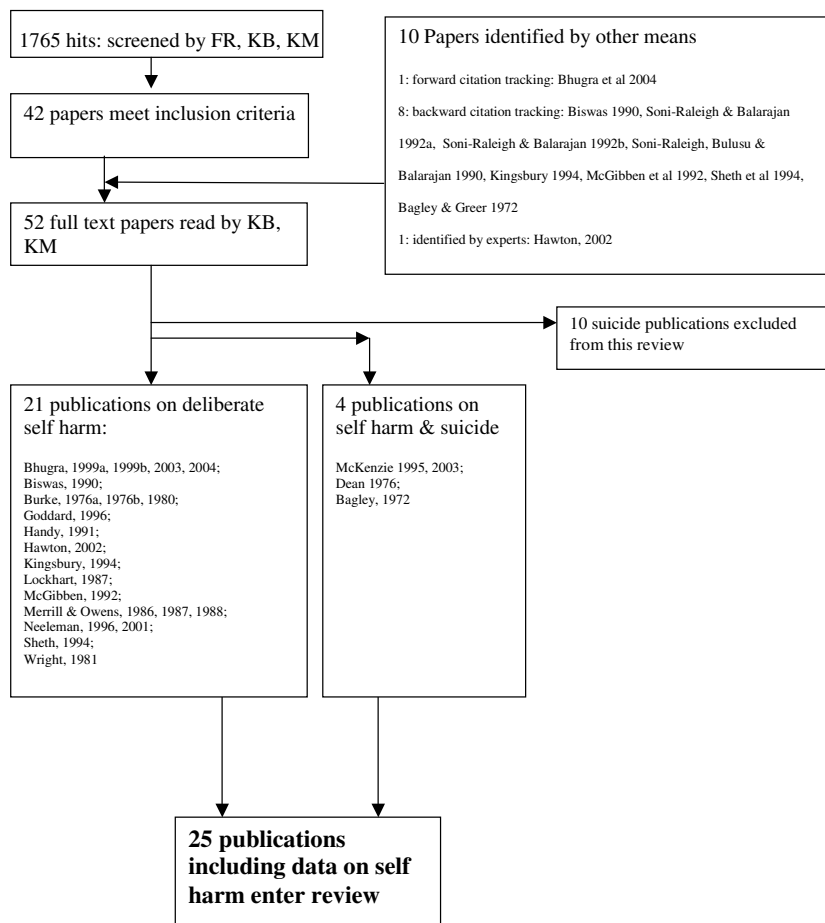 1765 hits: screened by FR, KB, KM
10 Papers identified by other means
1: forward citation tracking: Bhugra et al 2004
8: backward citation tracking: Biswas 1990, Soni-Raleigh & Balarajan
1992a, Soni-Raleigh & Balarajan 1992b, Soni-Raleigh, Bulusu &
Balarajan 1990, Kingsbury 1994, McGibben et al 1992, Sheth et al 1994,
Bagley & Greer 1972
1: identified by experts: Hawton, 2002
42 papers meet inclusion criteria
52 full text papers read by KB,
KM
10 suicide publications excluded
from this review
21 publications on deliberate
self harm:
Bhugra, 1999a, 1999b, 2003, 2004;
Biswas, 1990;
Burke, 1976a, 1976b, 1980;
Goddard, 1996;
Handy, 1991;
Hawton, 2002;
Kingsbury, 1994;
Lockhart, 1987;
McGibben, 1992;
Merrill & Owens, 1986, 1987, 1988;
Neeleman, 1996, 2001;
Sheth, 1994;
Wright, 1981
4 publications on
self harm & suicide
McKenzie 1995, 2003;
Dean 1976;
Bagley, 1972
25 publications
including data on self
harm enter review